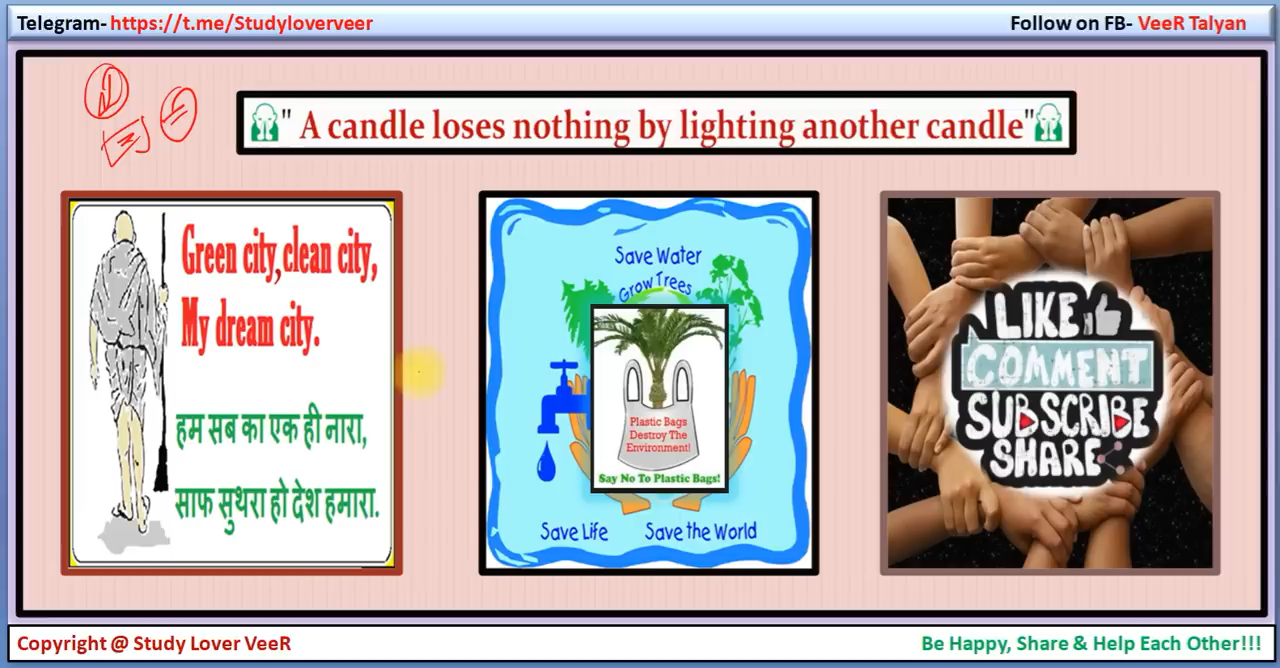 Telegram- https://t.me/Studyloverveer
Follow on FB- VeeR Talyan
" A candle loses nothing by lighting another candle"
Green city, clean city,
My dream city.
हम सब का एक ही नारा,
साफ सुथरा हो देश हमारा.
Save Water
Grow Trees
Plastic Bags
Destroy The
Environment!
Say No To Plastic Bags!
Save Life
Save the World
LIKE
COMMENT
SUBSCRIBE
SHARE
Copyright @ Study Lover VeeR
Be Happy, Share & Help Each Other!!!